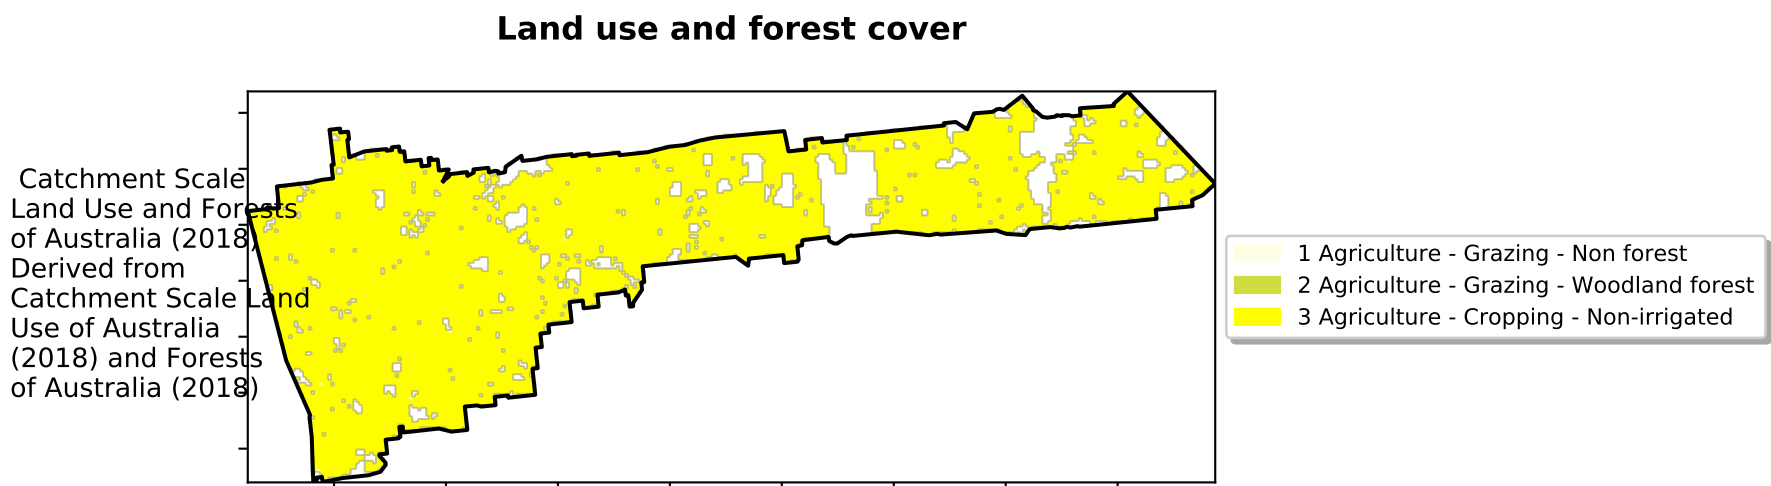 Land use and forest cover
Catchment Scale
Land Use and Forests
of Australia (2018)
Derived from
Catchment Scale Land
Use of Australia
(2018) and Forests
of Australia (2018)
1 Agriculture - Grazing - Non forest
2 Agriculture - Grazing - Woodland forest
3 Agriculture - Cropping - Non-irrigated